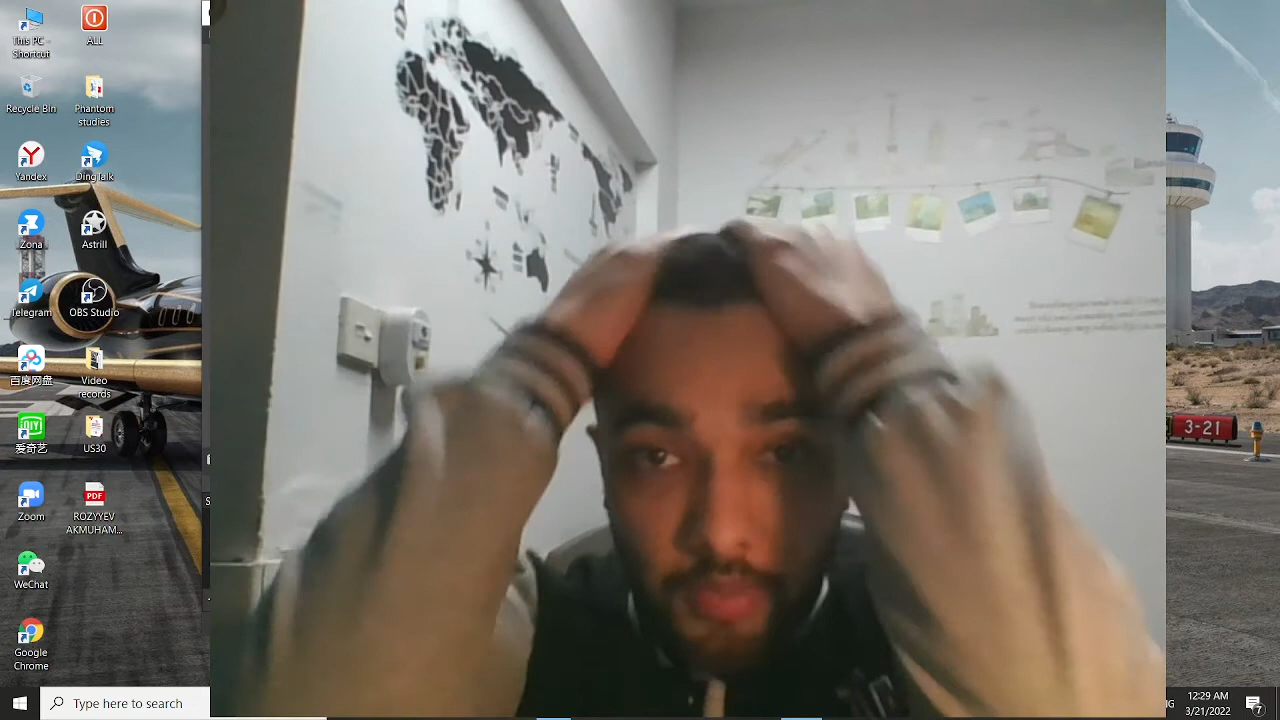 This PC -
Shortcut
ALL
Recycle Bin
Phantom
studies
Yandex
DingTalk
Zona
Astrill
Telegram
OBS Studio
百度网盘
Video
records
爱奇艺
US30
Zoom
PDF
ROZYYEV
AKMUHAM...
WeChat
Google
Chrome
Type here to search
3-21
12:29 AM
3/21/2022
7